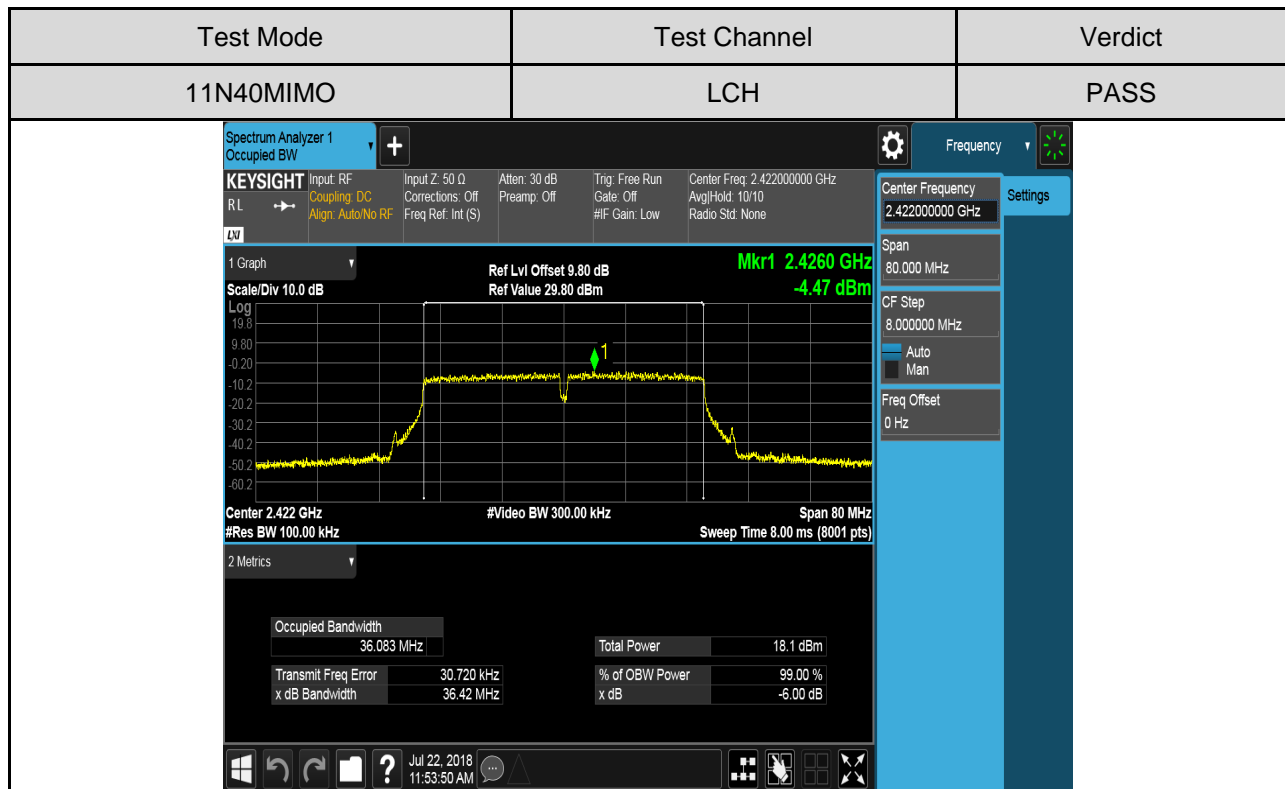 Test Mode Test Channel Verdict
11N40MIMO LCH PASS
Spectrum Analyzer 1
Occupied BW
+
Frequency
KEYSIGHT
R L
LXI
Input: RF
Coupling: DC
Align: Auto/No RF
Input Z: 50 Ω
Corrections: Off
Freq Ref: Int (S)
Atten: 30 dB
Preamp: Off
Trig: Free Run
Gate: Off
#IF Gain: Low
Center Freq: 2.422000000 GHz
Avg|Hold: 10/10
Radio Std: None
Center Frequency
2.422000000 GHz
Settings
Span
80.000 MHz
CF Step
8.000000 MHz
Auto
Man
Freq Offset
0 Hz
1 Graph
Scale/Div 10.0 dB
Ref Lvl Offset 9.80 dB
Ref Value 29.80 dBm
Mkr1 2.4260 GHz
-4.47 dBm
Log
19.8
9.80
-0.20
-10.2
-20.2
-30.2
-40.2
-50.2
-60.2
1
Center 2.422 GHz #Video BW 300.00 kHz Span 80 MHz
#Res BW 100.00 kHz Sweep Time 8.00 ms (8001 pts)
2 Metrics
Occupied Bandwidth
36.083 MHz
Total Power 18.1 dBm
Transmit Freq Error 30.720 kHz % of OBW Power 99.00 %
x dB Bandwidth 36.42 MHz x dB -6.00 dB
?
Jul 22, 2018
11:53:50 AM